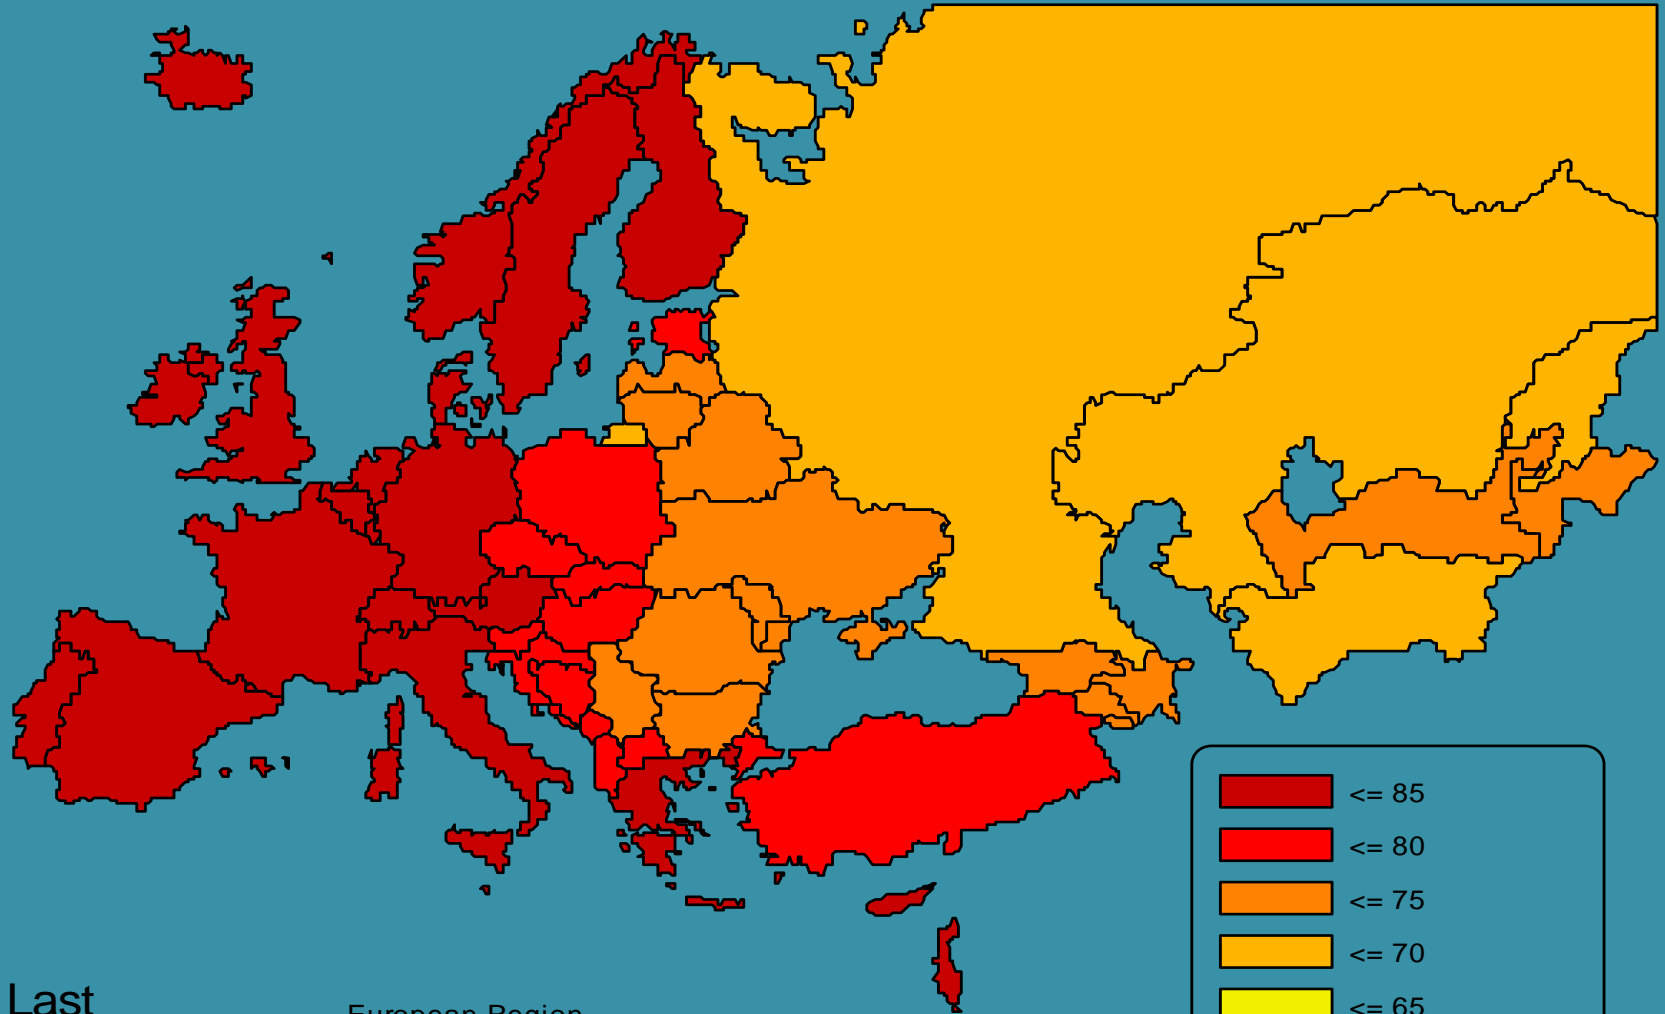 <= 85
<= 80
<= 75
<= 70
<= 65
Last
European Region